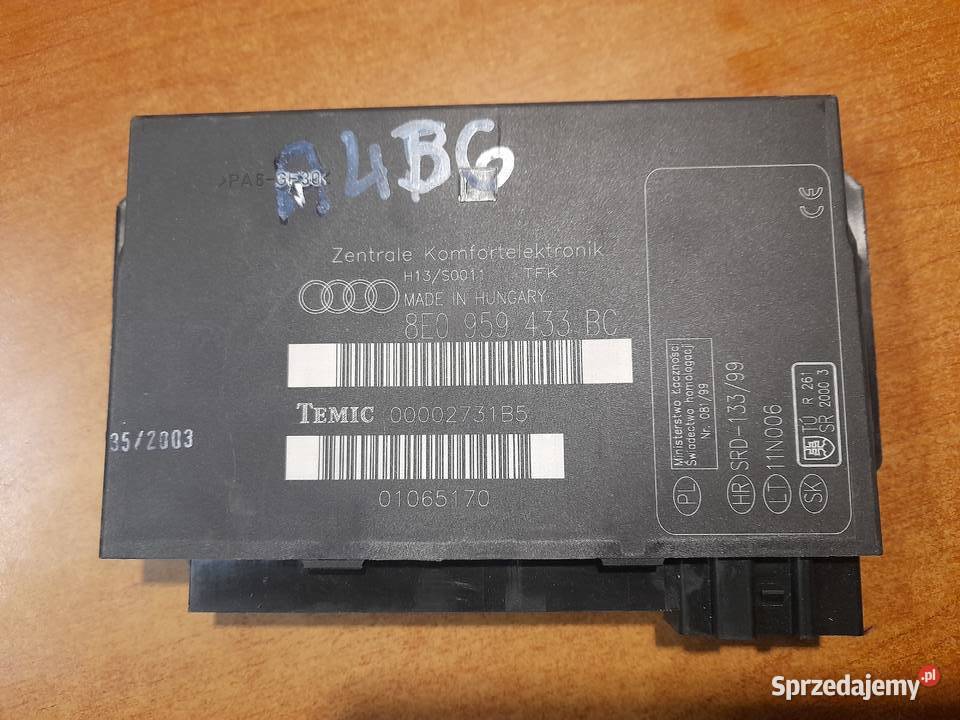 A4B6
>PA6-GF30<
Zentrale Komfortelektronik
H13/S0011 TFK
MADE IN HUNGARY
8E0 959 433 BC
TEMIC 00002731B5
35/2003
01065170
CE
Ministerstwo Łączności
Świadectwo homologacji
Nr. 081/99
PL
HR SRD-133/99
LT 11N006
SK TÚ R 261
SR 2000 3
Sprzedajemy.pl